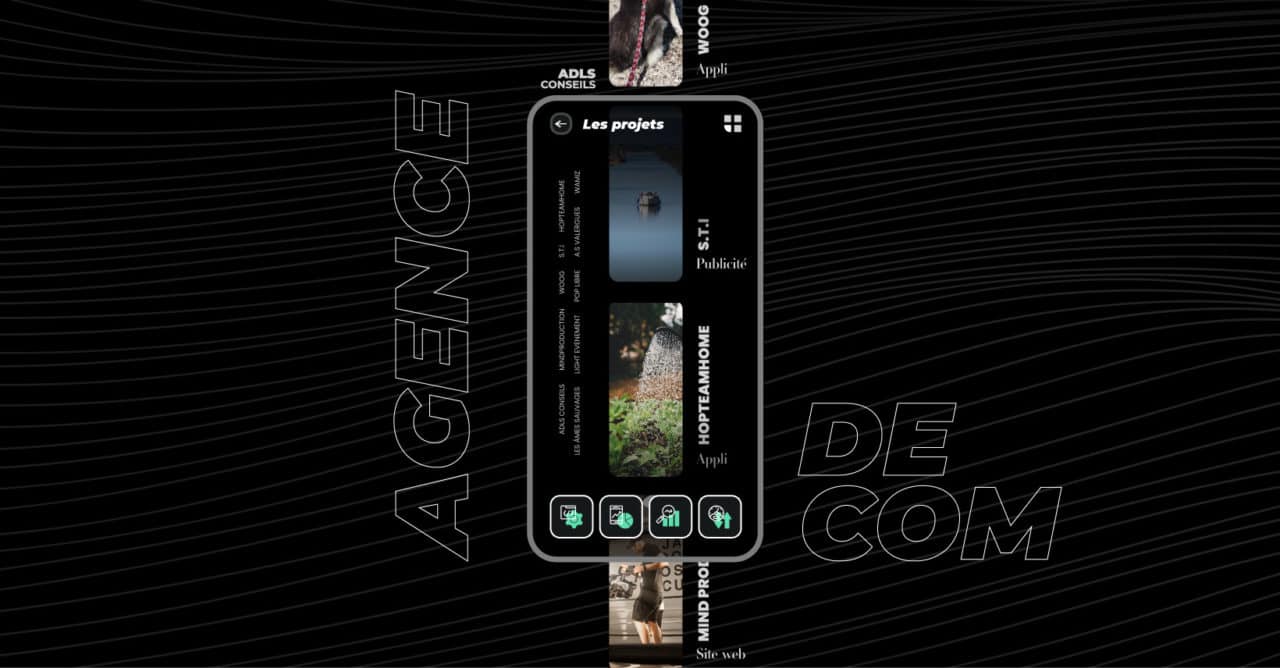 WOOG
Appli
ADLS
CONSEILS
AGENCE
Les projets
ADLS CONSEILS MINDPRODUCTION WOOG S.T.I HOPTEAMHOME
LES ÂMES SAUVAGES LIGHT EVENEMENT POP LIBRE A.S VALERGUES WAMIZ
S.T.I
Publicité
HOPTEAMHOME
Appli
DE
COM
MIND PROD
Site web